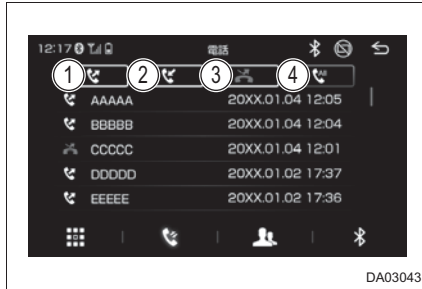 12:17 電話
1 2 3 4 All
AAAAA 20XX.01.04 12:05
BBBBB 20XX.01.04 12:04
CCCCC 20XX.01.04 12:01
DDDDD 20XX.01.02 17:37
EEEEE 20XX.01.02 17:36
DA03043